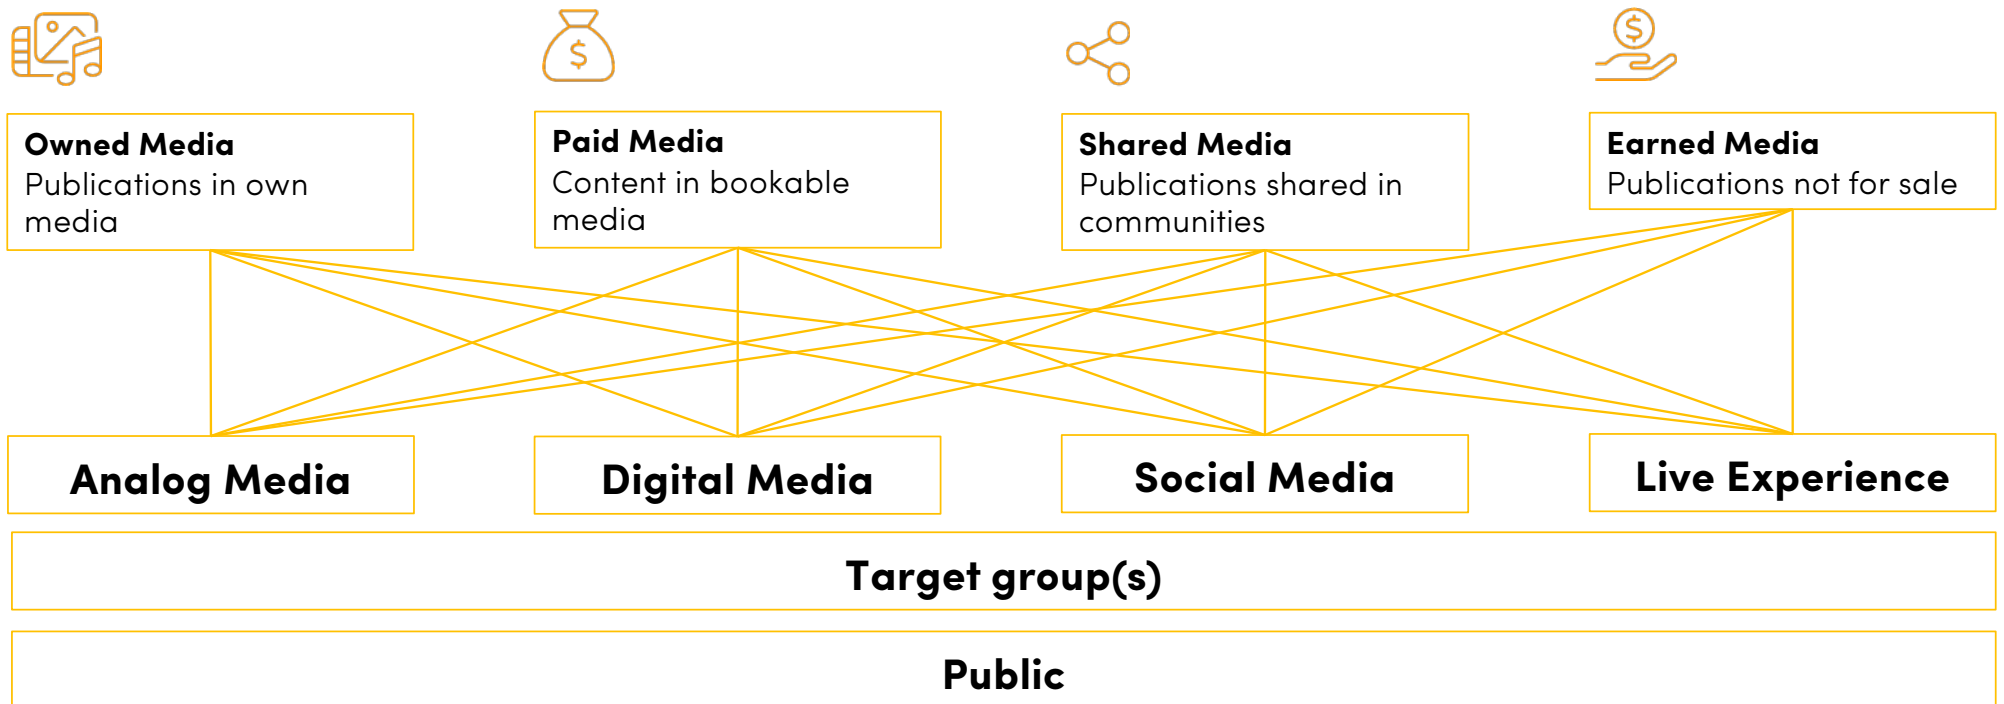 Owned Media
Publications in own
media
Paid Media
Content in bookable
media
Shared Media
Publications shared in
communities
Earned Media
Publications not for sale
Analog Media
Digital Media
Social Media
Live Experience
Target group(s)
Public